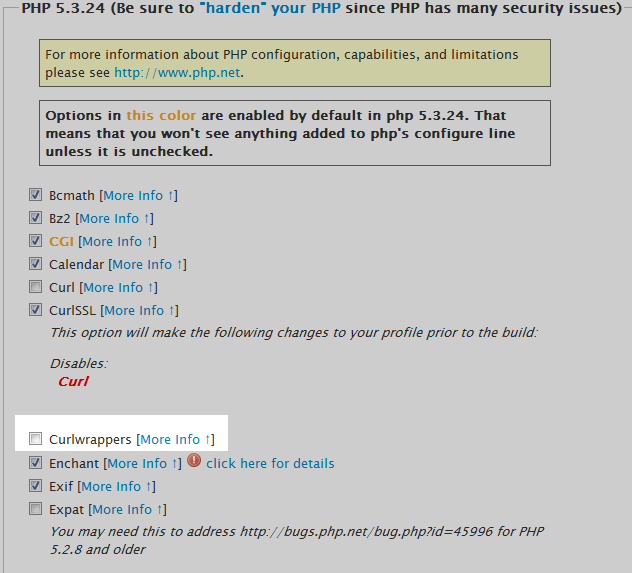 PHP 5.3.24 (Be sure to "harden" your PHP since PHP has many security issues)
For more information about PHP configuration, capabilities, and limitations
please see http://www.php.net.
Options in this color are enabled by default in php 5.3.24. That
means that you won't see anything added to php's configure line
unless it is unchecked.
Bcmath [More Info ↑]
Bz2 [More Info ↑]
CGI [More Info ↑]
Calendar [More Info ↑]
Curl [More Info ↑]
CurlSSL [More Info ↑]
This option will make the following changes to your profile prior to the build:
Disables:
Curl
Curlwrappers [More Info ↑]
Enchant [More Info ↑] click here for details
Exif [More Info ↑]
Expat [More Info ↑]
You may need this to address http://bugs.php.net/bug.php?id=45996 for PHP
5.2.8 and older